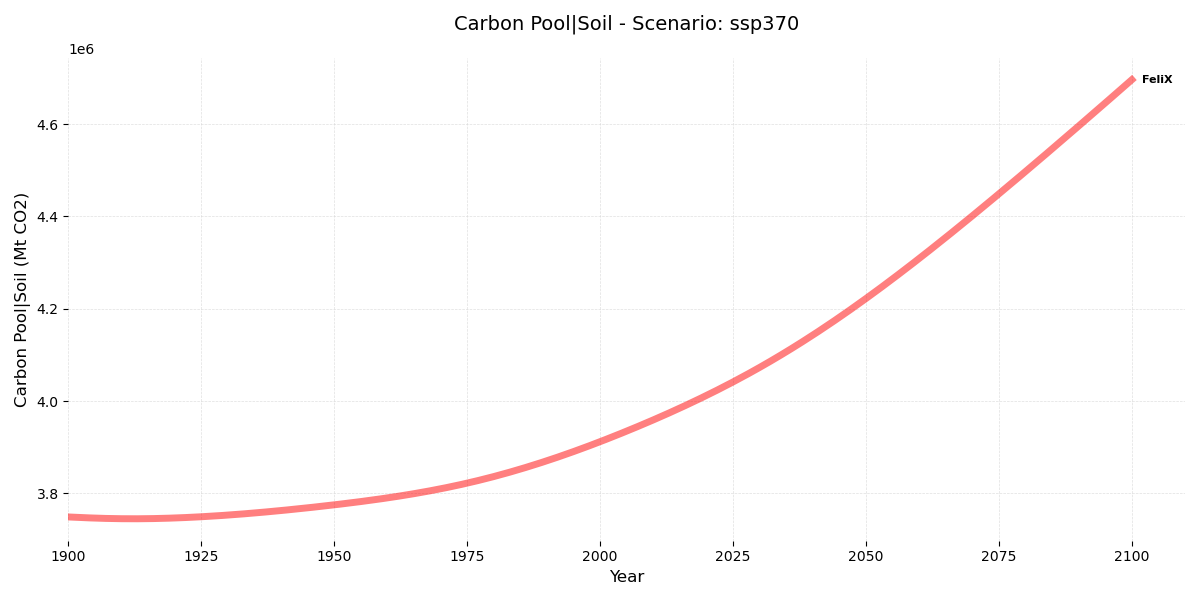 Carbon Pool|Soil - Scenario: ssp370
1e6
FeliX
4.6
4.4
4.2
4.0
3.8
Carbon Pool|Soil (Mt CO2)
1900 1925 1950 1975 2000 2025 2050 2075 2100
Year